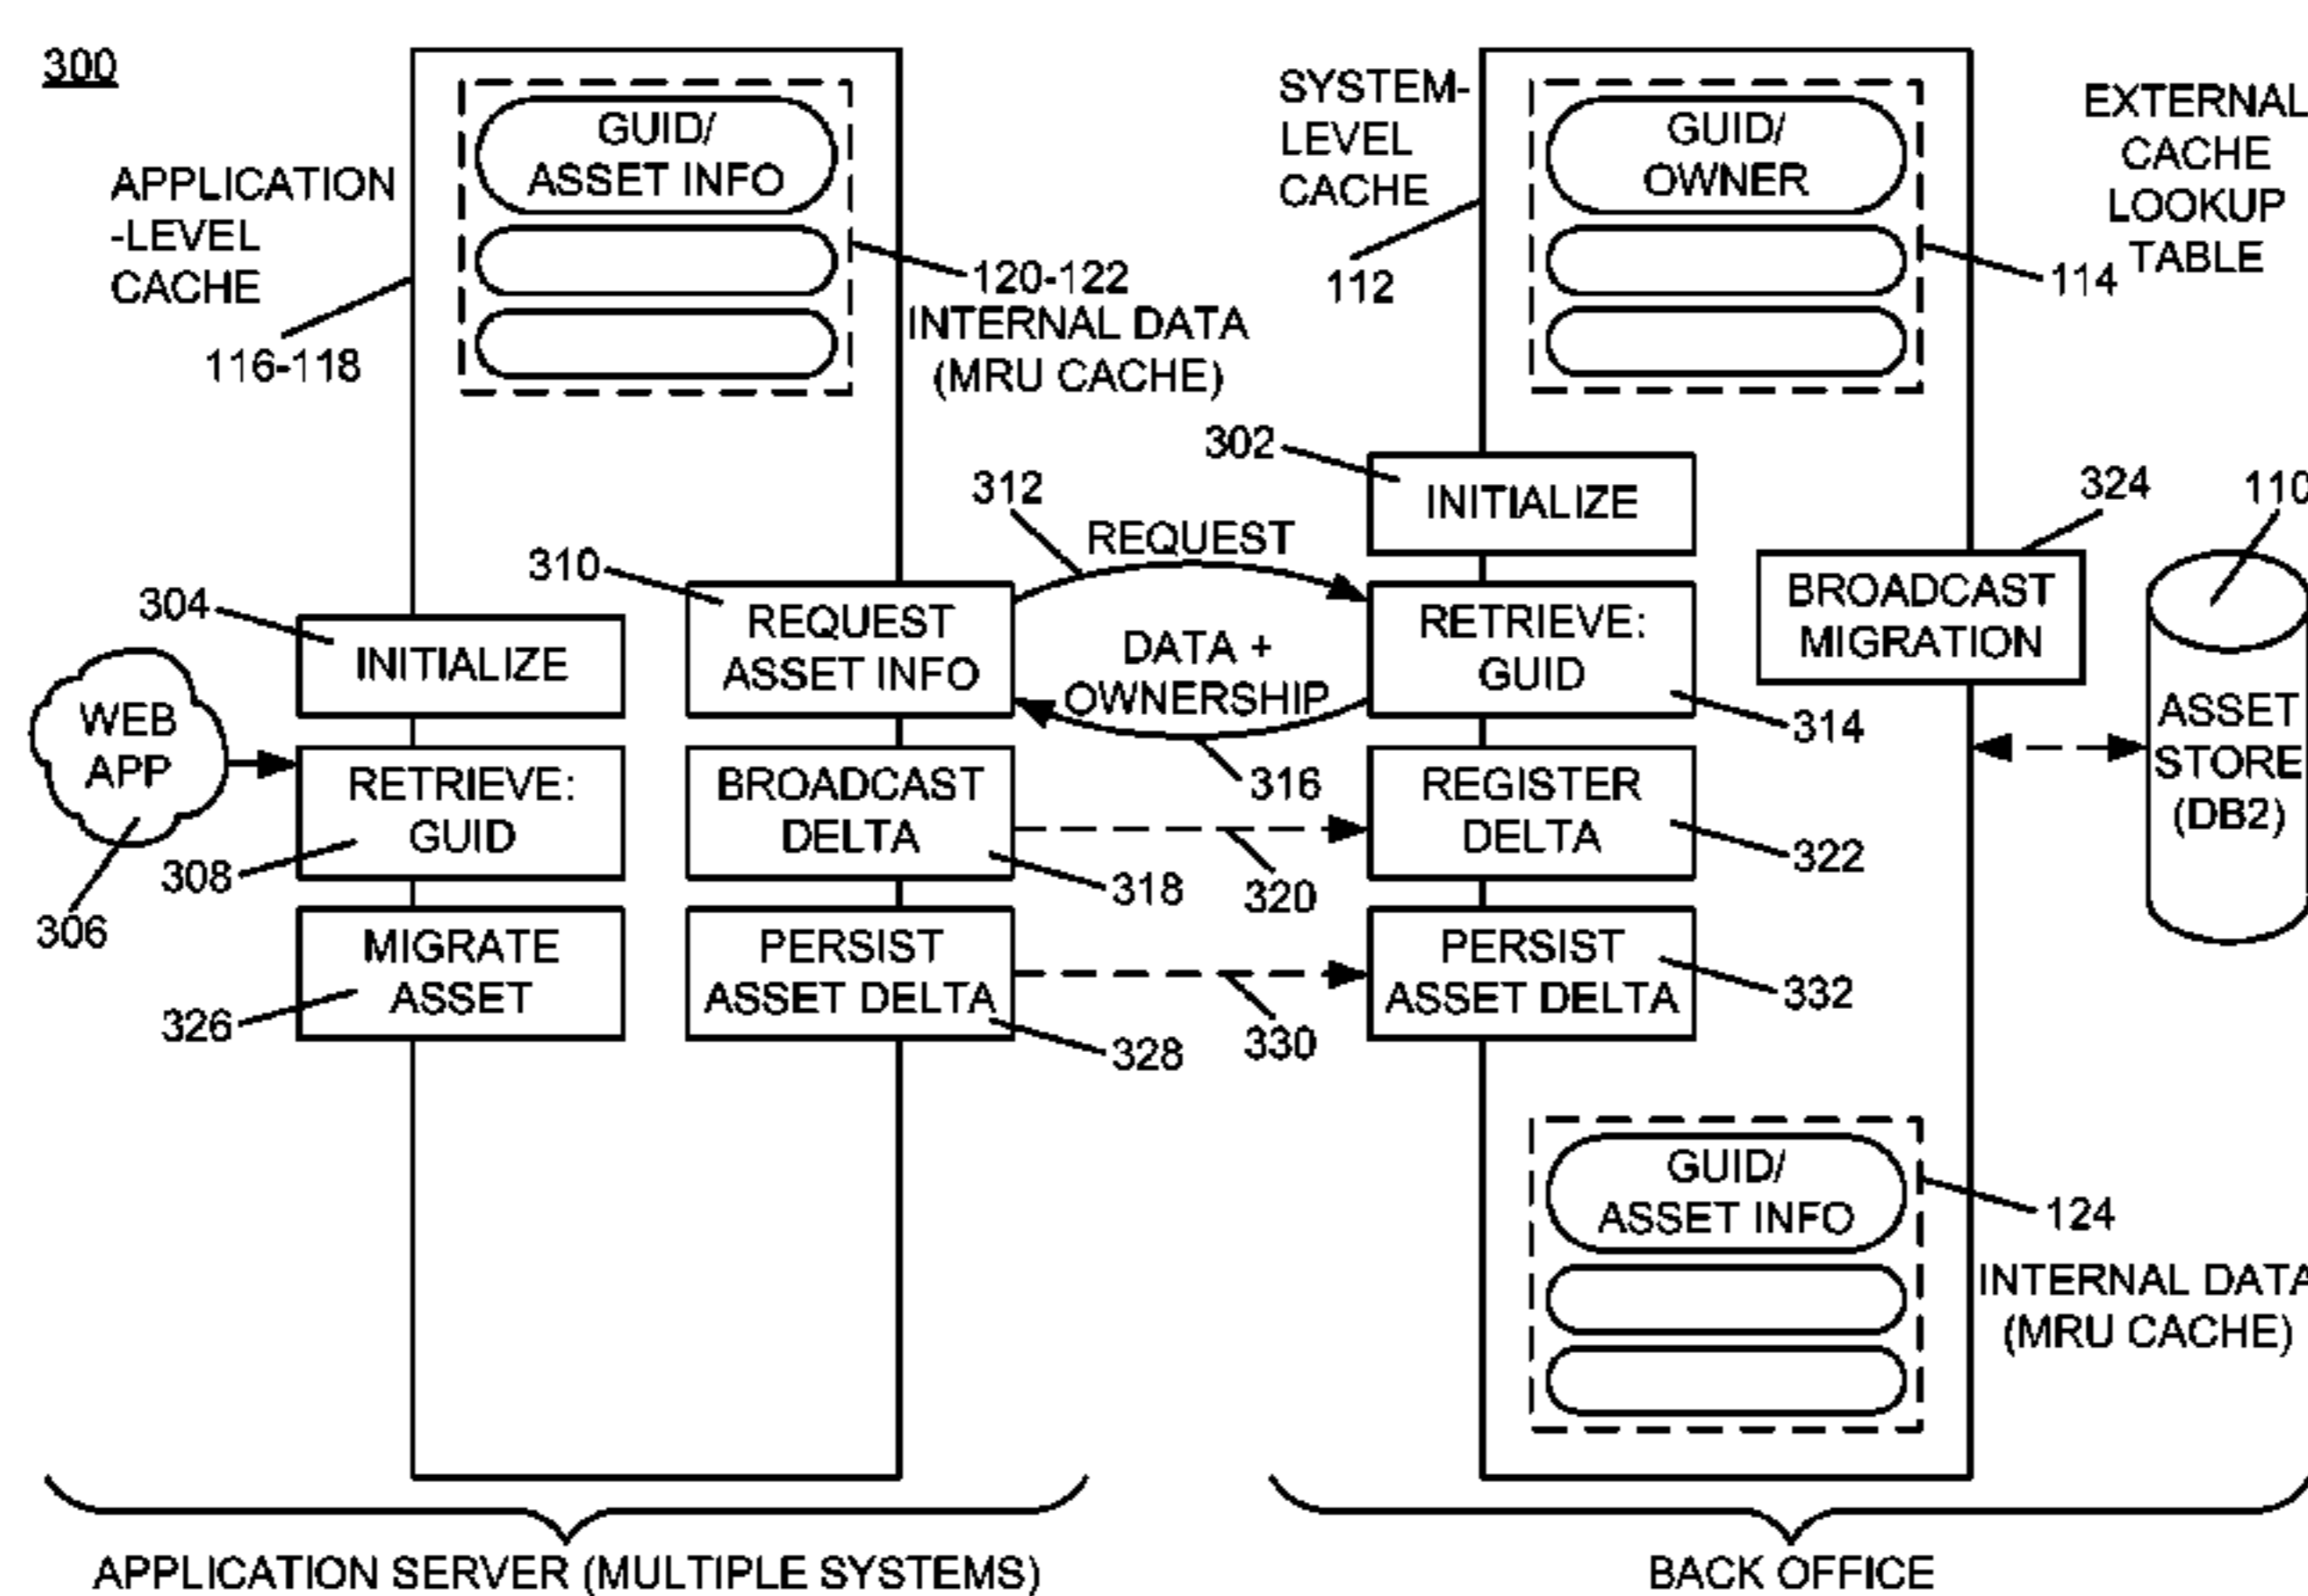 300
APPLICATION
-LEVEL
CACHE
116-118
GUID/
ASSET INFO
120-122
INTERNAL DATA
(MRU CACHE)
SYSTEM-
LEVEL
CACHE
112
GUID/
OWNER
EXTERNAL
CACHE
LOOKUP
TABLE
114
302
INITIALIZE
312
REQUEST
324
110
BROADCAST
MIGRATION
310
REQUEST
ASSET INFO
304
INITIALIZE
DATA +
OWNERSHIP
RETRIEVE:
GUID
314
WEB
APP
306
RETRIEVE:
GUID
308
BROADCAST
DELTA
318
316
320
REGISTER
DELTA
322
ASSET
STORE
(DB2)
MIGRATE
ASSET
326
PERSIST
ASSET DELTA
328
330
PERSIST
ASSET DELTA
332
GUID/
ASSET INFO
124
INTERNAL DATA
(MRU CACHE)
APPLICATION SERVER (MULTIPLE SYSTEMS)
BACK OFFICE